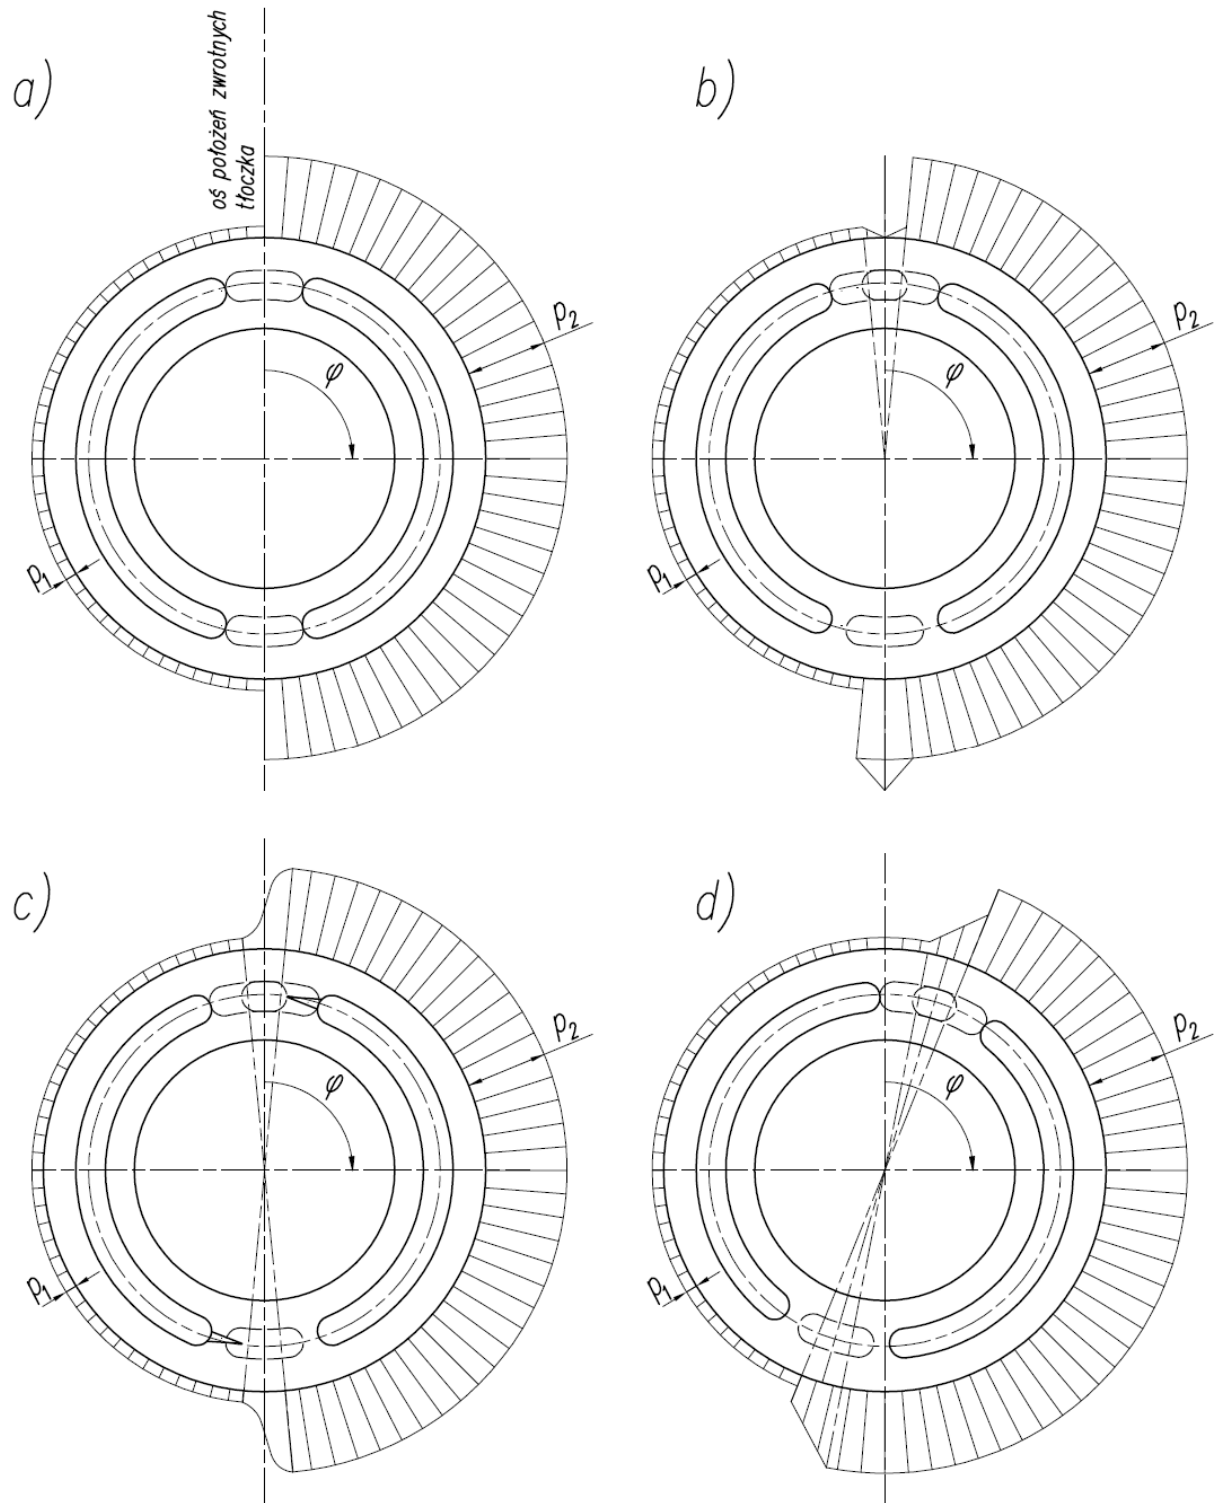 a)
oś położeń zwrotnych
tłoczka
p₂
φ
p₁
b)
p₂
φ
p₁
c)
p₂
φ
p₁
d)
p₂
φ
p₁